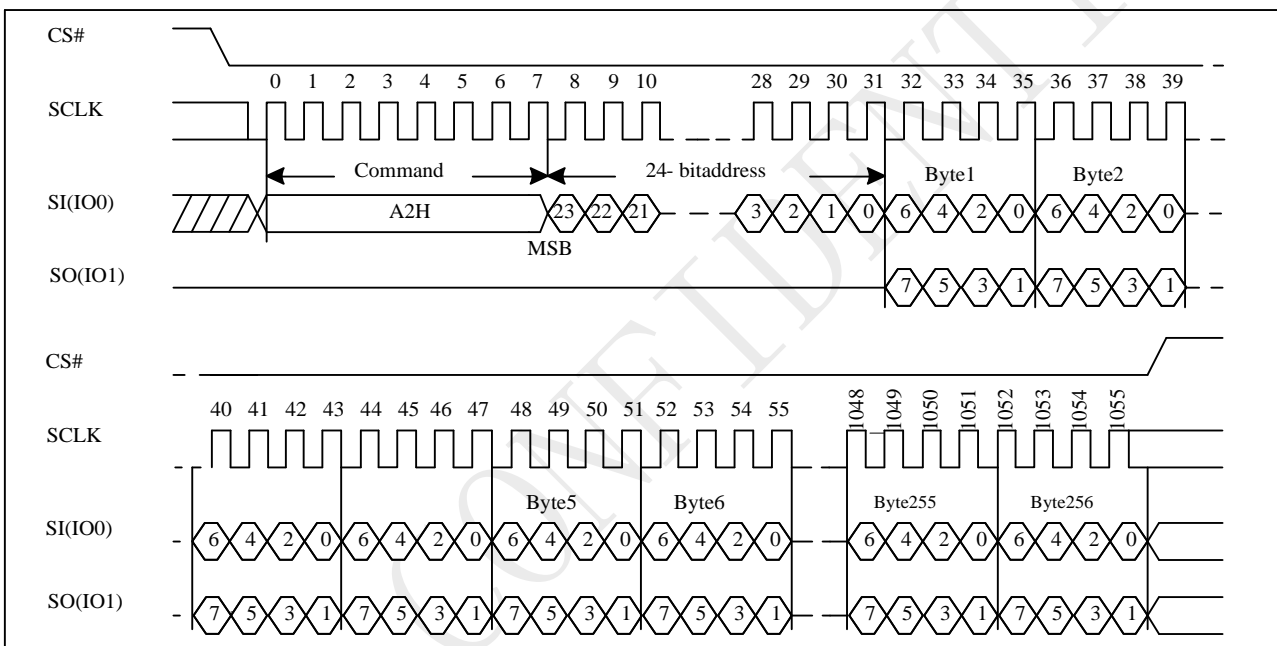 CS#
0 1 2 3 4 5 6 7 8 9 10 28 29 30 31 32 33 34 35 36 37 38 39
SCLK
Command 24- bitaddress Byte1 Byte2
SI(IO0) A2H 23 22 21 3 2 1 0 6 4 2 0 6 4 2 0
MSB
SO(IO1) 7 5 3 1 7 5 3 1
CS#
40 41 42 43 44 45 46 47 48 49 50 51 52 53 54 55 1048 1049 1050 1051 1052 1053 1054 1055
SCLK
Byte5 Byte6 Byte255 Byte256
SI(IO0) 6 4 2 0 6 4 2 0 6 4 2 0 6 4 2 0 6 4 2 0 6 4 2 0
SO(IO1) 7 5 3 1 7 5 3 1 7 5 3 1 7 5 3 1 7 5 3 1 7 5 3 1
CONFIDENT